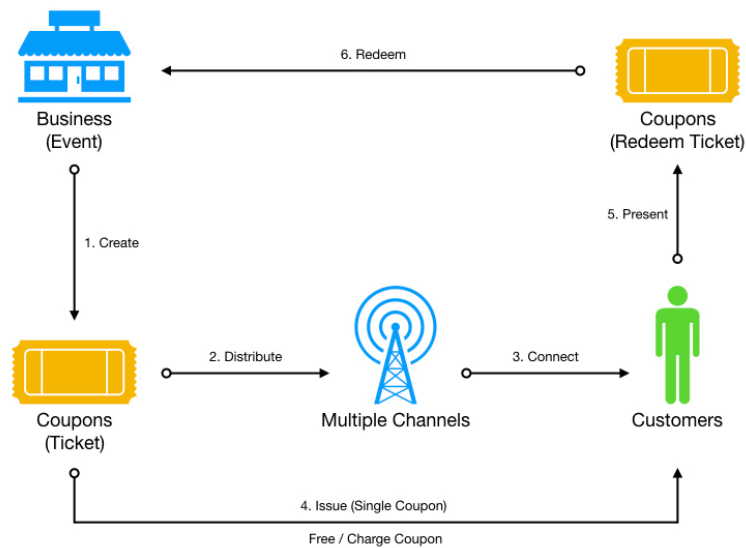 6. Redeem
Business
(Event)
Coupons
(Redeem Ticket)
1. Create
5. Present
2. Distribute
3. Connect
Coupons
(Ticket)
Multiple Channels
Customers
4. Issue (Single Coupon)
Free / Charge Coupon